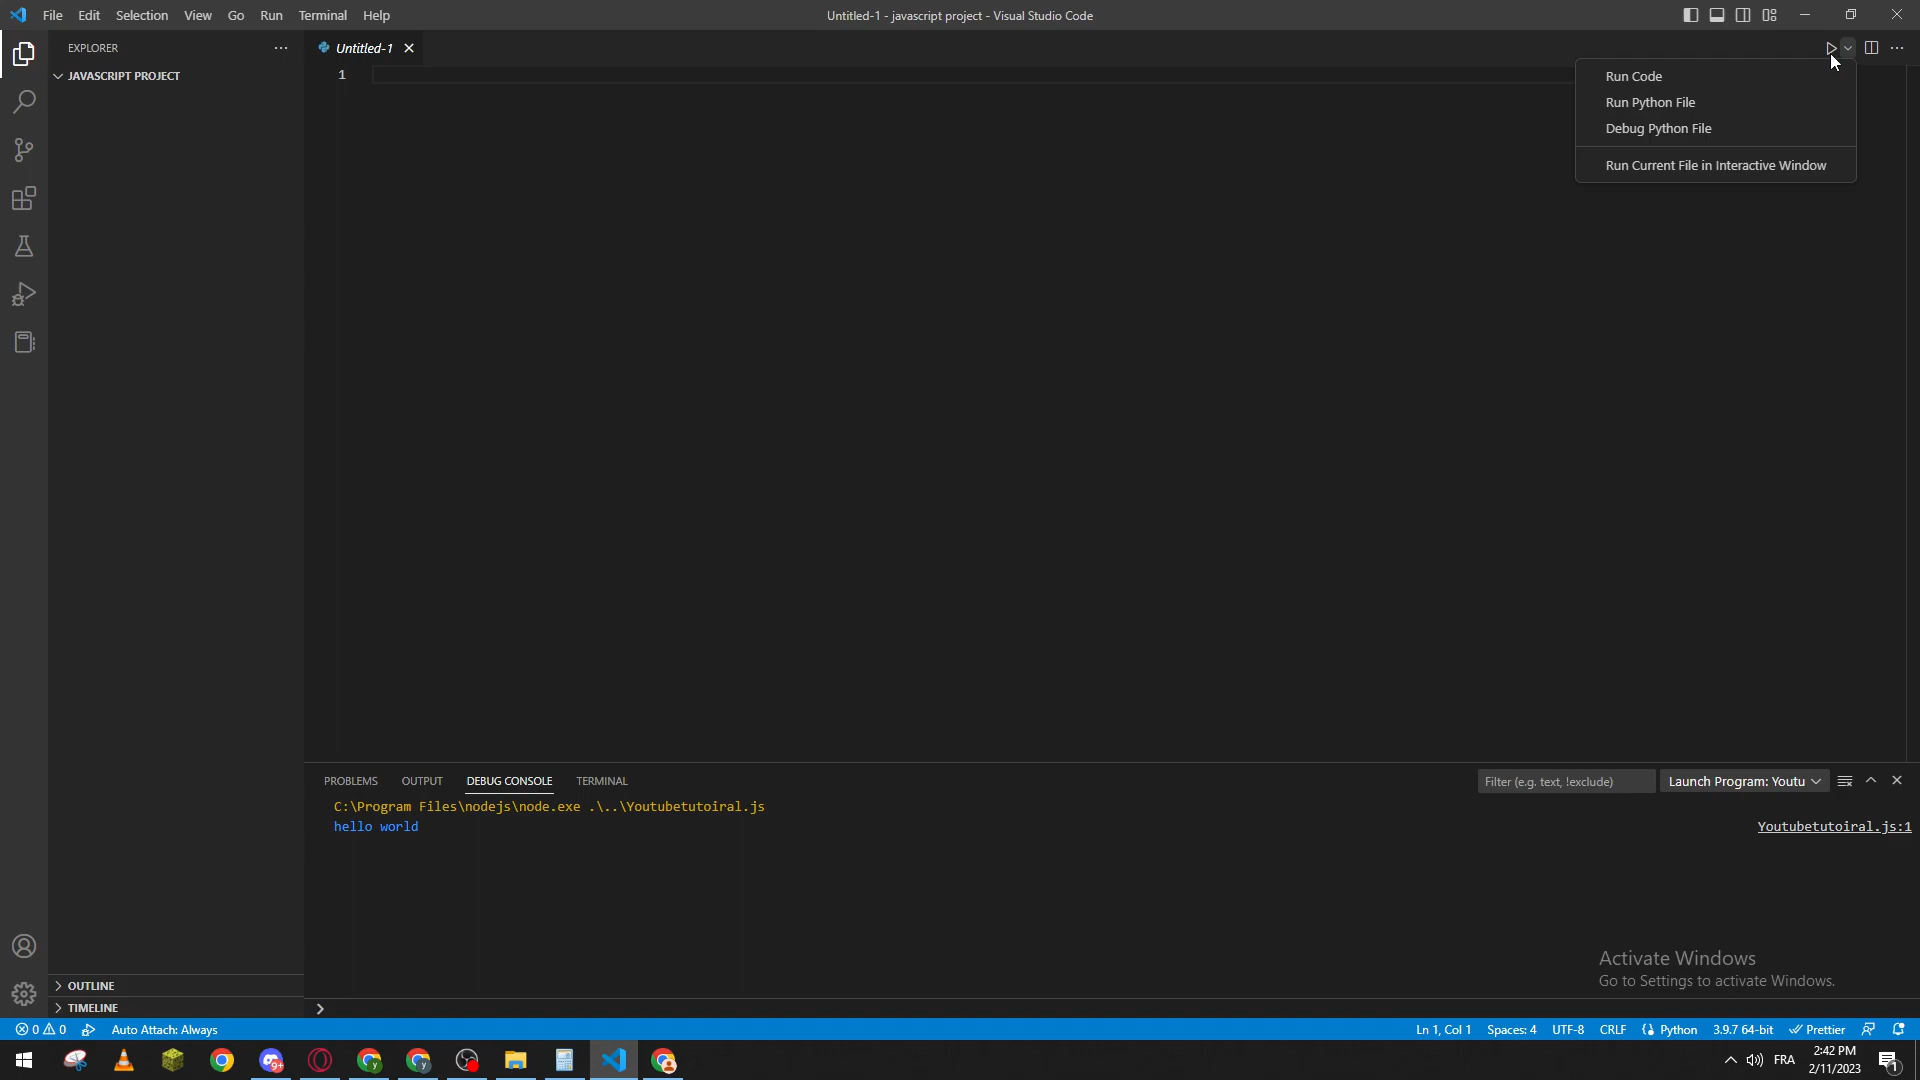 File Edit Selection View Go Run Terminal Help
Untitled-1 - javascript project - Visual Studio Code
EXPLORER
Untitled-1
JAVASCRIPT PROJECT
1
Run Code
Run Python File
Debug Python File
Run Current File in Interactive Window
PROBLEMS OUTPUT DEBUG CONSOLE TERMINAL
Filter (e.g. text, !exclude)
Launch Program: Youtu
C:\Program Files\nodejs\node.exe .\..\Youtubetutoiral.js
hello world
Youtubetutoiral.js:1
Activate Windows
Go to Settings to activate Windows.
OUTLINE
TIMELINE
0 0 Auto Attach: Always
Ln 1, Col 1 Spaces: 4 UTF-8 CRLF Python 3.9.7 64-bit Prettier
9+
y
y
FRA
2:42 PM
2/11/2023
1